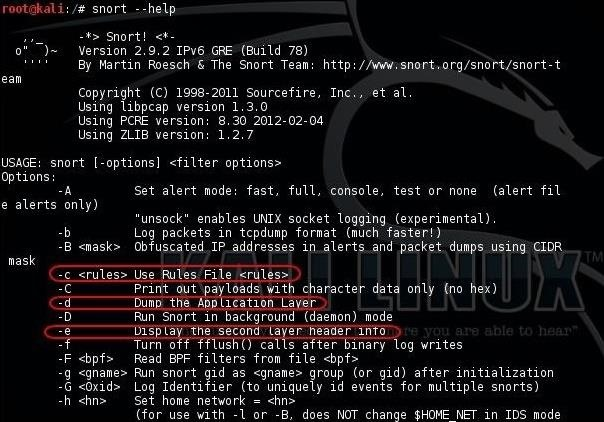 root@kali:/# snort --help
,,_ -*> Snort! <*-
o" )~ Version 2.9.2 IPv6 GRE (Build 78)
'''' By Martin Roesch & The Snort Team: http://www.snort.org/snort/snort-t
eam
Copyright (C) 1998-2011 Sourcefire, Inc., et al.
Using libpcap version 1.3.0
Using PCRE version: 8.30 2012-02-04
Using ZLIB version: 1.2.7
USAGE: snort [-options] <filter options>
Options:
-A Set alert mode: fast, full, console, test or none (alert fil
e alerts only)
"unsock" enables UNIX socket logging (experimental).
-b Log packets in tcpdump format (much faster!)
-B <mask> Obfuscated IP addresses in alerts and packet dumps using CIDR
mask
-c <rules> Use Rules File <rules>
-C Print out payloads with character data only (no hex)
-d Dump the Application Layer
-D Run Snort in background (daemon) mode
-e Display the second layer header info
-f Turn off fflush() calls after binary log writes
-F <bpf> Read BPF filters from file <bpf>
-g <gname> Run snort gid as <gname> group (or gid) after initialization
-G <0xid> Log Identifier (to uniquely id events for multiple snorts)
-h <hn> Set home network = <hn>
(for use with -l or -B, does NOT change $HOME_NET in IDS mode
KALI LINUX
you are able to hear"